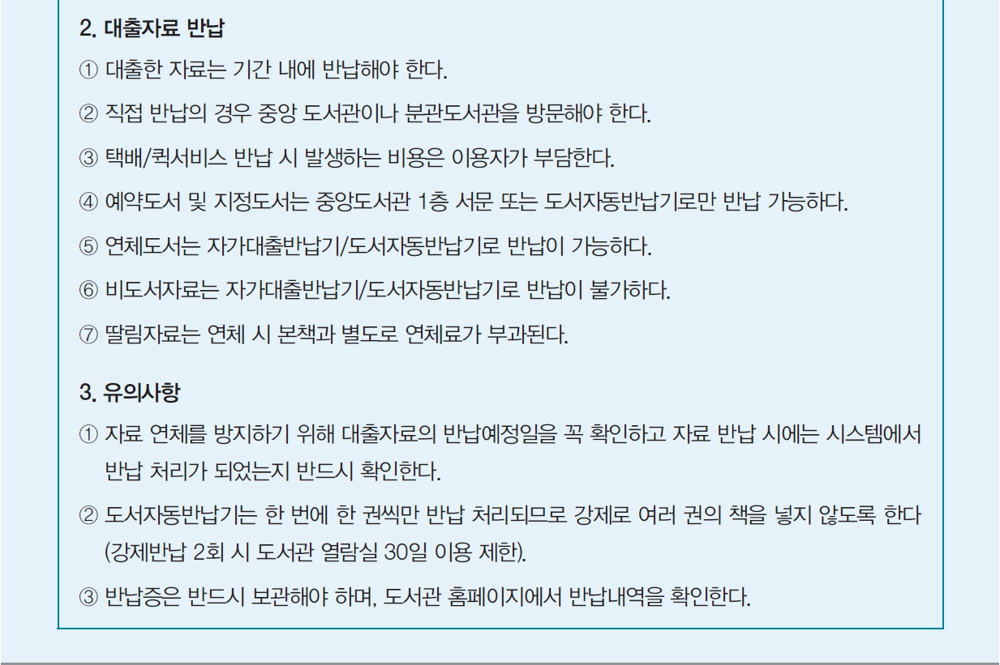 2. 대출자료 반납
① 대출한 자료는 기간 내에 반납해야 한다.
② 직접 반납의 경우 중앙 도서관이나 분관도서관을 방문해야 한다.
③ 택배/퀵서비스 반납 시 발생하는 비용은 이용자가 부담한다.
④ 예약도서 및 지정도서는 중앙도서관 1층 서문 또는 도서자동반납기로만 반납 가능하다.
⑤ 연체도서는 자가대출반납기/도서자동반납기로 반납이 가능하다.
⑥ 비도서자료는 자가대출반납기/도서자동반납기로 반납이 불가하다.
⑦ 딸림자료는 연체 시 본책과 별도로 연체료가 부과된다.
3. 유의사항
① 자료 연체를 방지하기 위해 대출자료의 반납예정일을 꼭 확인하고 자료 반납 시에는 시스템에서
반납 처리가 되었는지 반드시 확인한다.
② 도서자동반납기는 한 번에 한 권씩만 반납 처리되므로 강제로 여러 권의 책을 넣지 않도록 한다
(강제반납 2회 시 도서관 열람실 30일 이용 제한).
③ 반납증은 반드시 보관해야 하며, 도서관 홈페이지에서 반납내역을 확인한다.